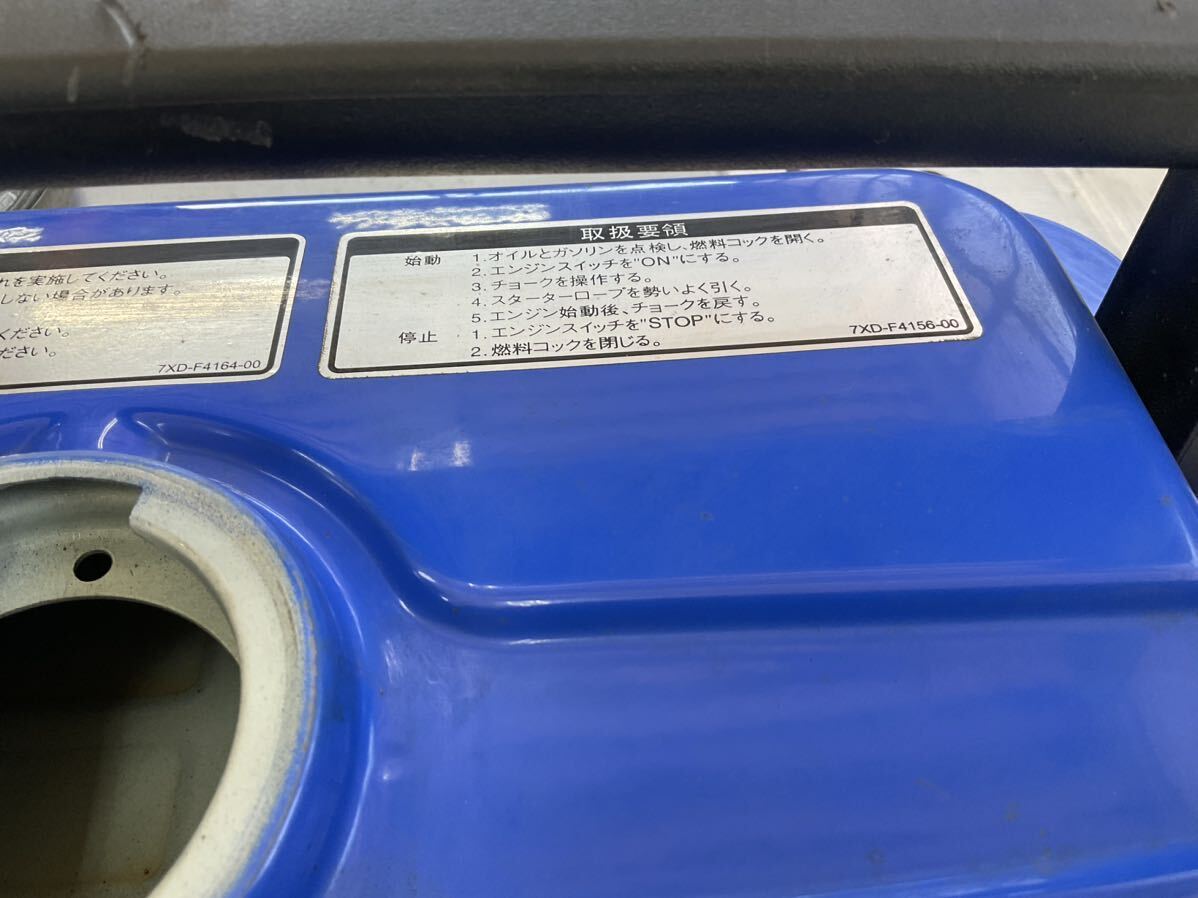 れを実施してください。
しない場合があります。
ください。
ださい。
7XD-F4164-00
取扱要領
始動 1. オイルとガソリンを点検し、燃料コックを開く。
2. エンジンスイッチを"ON"にする。
3. チョークを操作する。
4. スターターロープを勢いよく引く。
5. エンジン始動後、チョークを戻す。
停止 1. エンジンスイッチを"STOP"にする。
2. 燃料コックを閉じる。
7XD-F4156-00